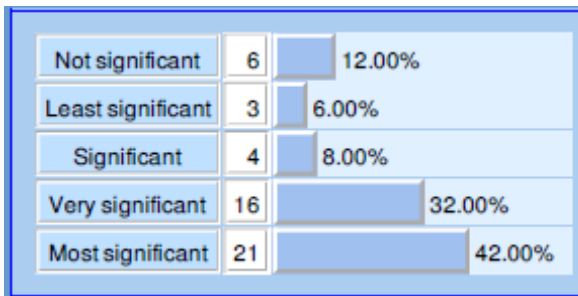 Not significant 6 12.00%
Least significant 3 6.00%
Significant 4 8.00%
Very significant 16 32.00%
Most significant 21 42.00%